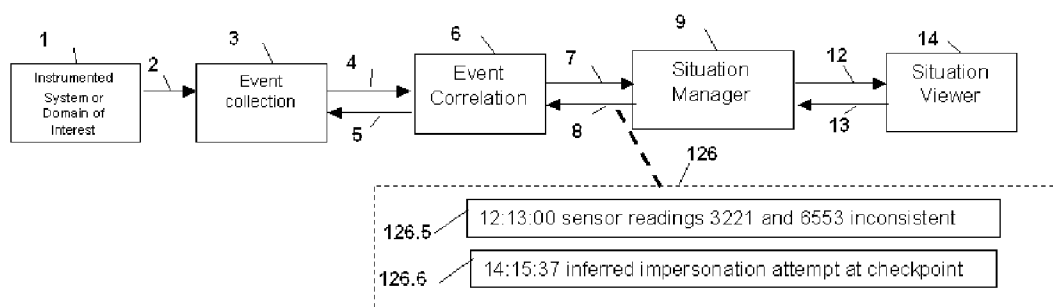 1
Instrumented
System or
Domain of
Interest
2
3
Event
collection
4
5
6
Event
Correlation
7
8
9
Situation
Manager
12
13
14
Situation
Viewer
126
126.5
12:13:00 sensor readings 3221 and 6553 inconsistent
126.6
14:15:37 inferred impersonation attempt at checkpoint